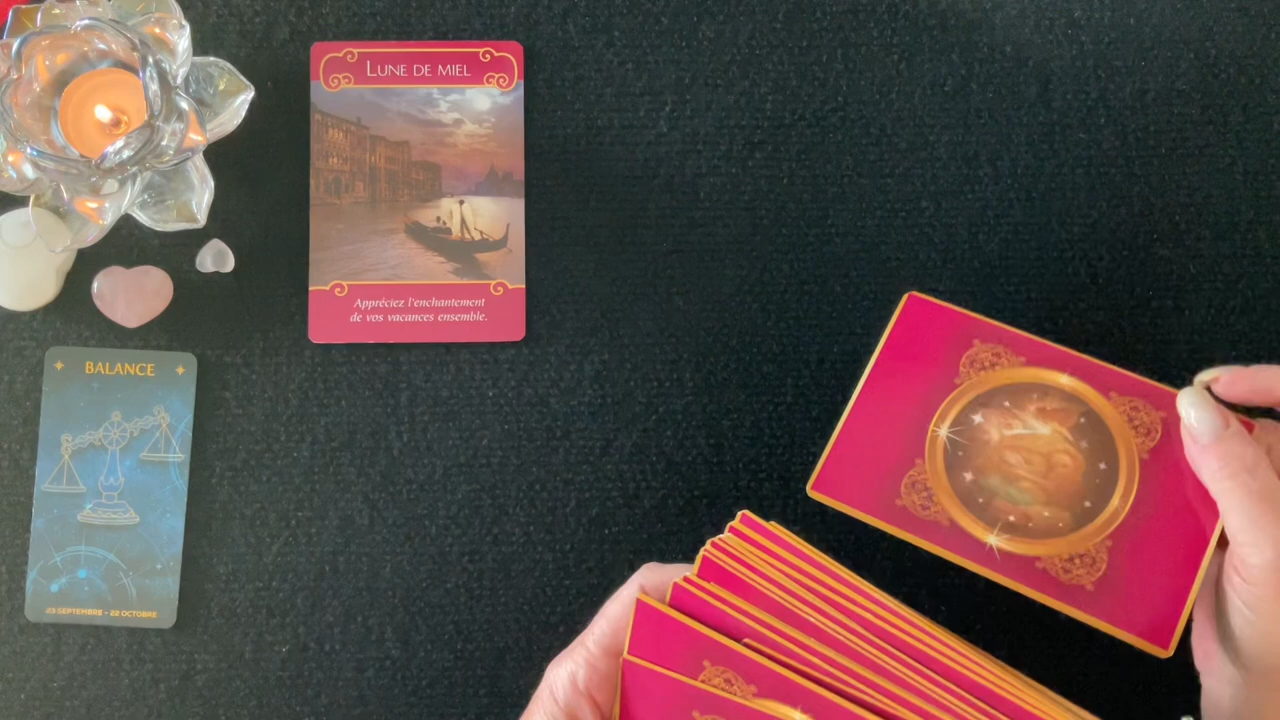 LUNE DE MIEL
Appréciez l'enchantement
de vos vacances ensemble.
BALANCE
23 SEPTEMBRE - 22 OCTOBRE